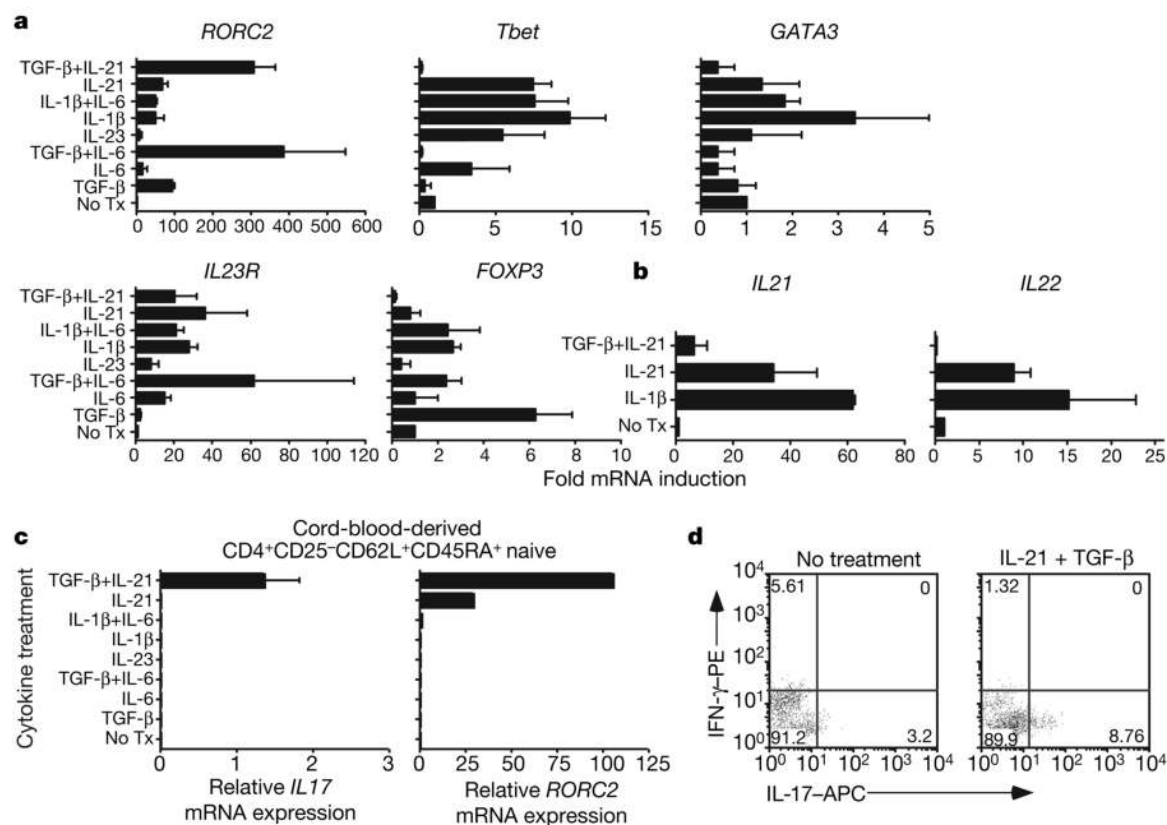 a
RORC2
Tbet
GATA3
TGF-β+IL-21
IL-21
IL-1β+IL-6
IL-1β
IL-23
TGF-β+IL-6
IL-6
TGF-β
No Tx
0 100 200 300 400 500 600
0 5 10 15
0 1 2 3 4 5
IL23R
FOXP3
TGF-β+IL-21
IL-21
IL-1β+IL-6
IL-1β
IL-23
TGF-β+IL-6
IL-6
TGF-β
No Tx
0 20 40 60 80 100 120
0 2 4 6 8 10
b
IL21
IL22
TGF-β+IL-21
IL-21
IL-1β
No Tx
0 20 40 60 80
0 5 10 15 20 25
Fold mRNA induction
c
Cord-blood-derived
CD4+CD25−CD62L+CD45RA+ naive
Cytokine treatment
TGF-β+IL-21
IL-21
IL-1β+IL-6
IL-1β
IL-23
TGF-β+IL-6
IL-6
TGF-β
No Tx
0 1 2 3
Relative IL17
mRNA expression
0 25 50 75 100 125
Relative RORC2
mRNA expression
d
No treatment
IL-21 + TGF-β
IFN-γ–PE
10⁴
10³
10²
10¹
10⁰
5.61 0
91.2 3.2
10⁰ 10¹ 10² 10³ 10⁴
10⁴
10³
10²
10¹
10⁰
1.32 0
89.9 8.76
10⁰ 10¹ 10² 10³ 10⁴
IL-17–APC